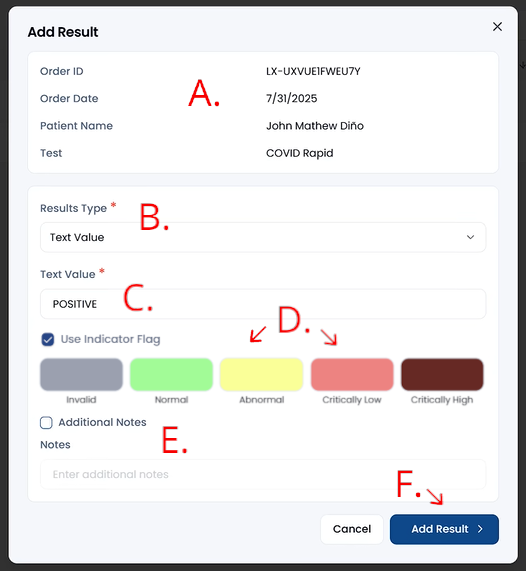 Add Result
Order ID LX-UXVUE1FWEU7Y
A.
Order Date 7/31/2025
Patient Name John Mathew Diño
Test COVID Rapid
Results Type *
B.
Text Value
Text Value *
C.
POSITIVE
D.
Use Indicator Flag
Invalid Normal Abnormal Critically Low Critically High
Additional Notes
E.
Notes
Enter additional notes
F.
Cancel Add Result